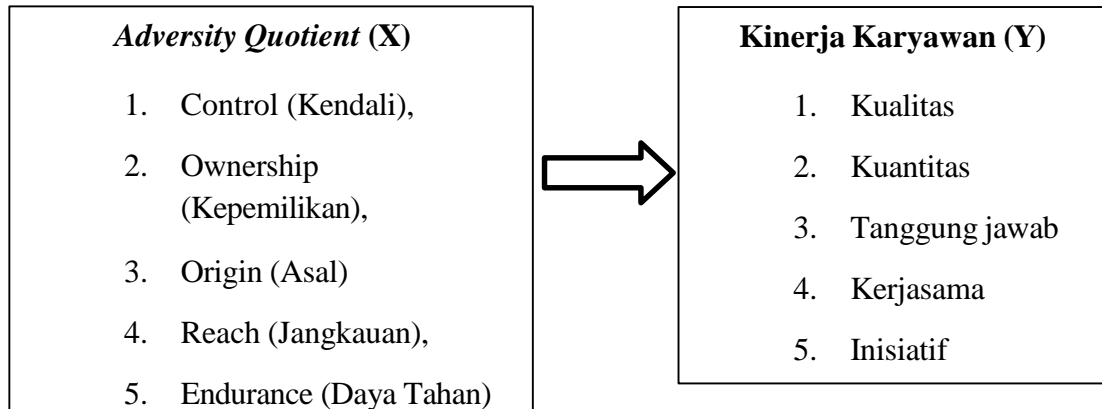 Adversity Quotient (X)
1. Control (Kendali),
2. Ownership
(Kepemilikan),
3. Origin (Asal)
4. Reach (Jangkauan),
5. Endurance (Daya Tahan)
Kinerja Karyawan (Y)
1. Kualitas
2. Kuantitas
3. Tanggung jawab
4. Kerjasama
5. Inisiatif